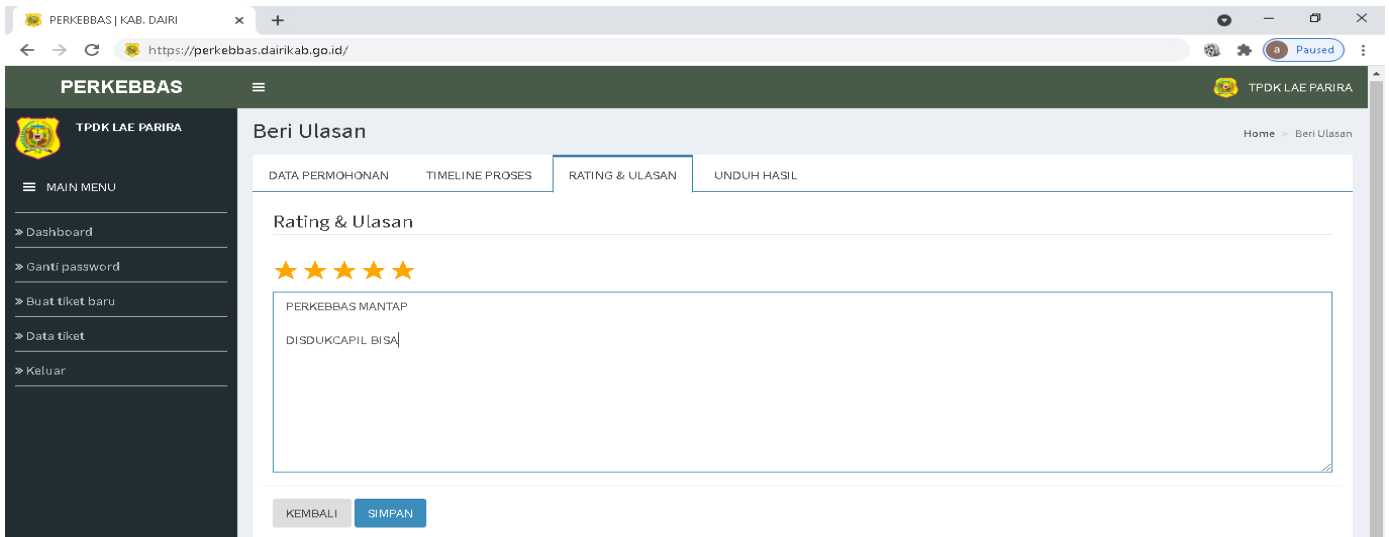 PERKEBBAS | KAB. DAIRI
https://perkebbas.dairikab.go.id/
a Paused
PERKEBBAS
TPDK LAE PARIRA
TPDK LAE PARIRA
Beri Ulasan
Home > Beri Ulasan
MAIN MENU
DATA PERMOHONAN TIMELINE PROSES RATING & ULASAN UNDUH HASIL
Rating & Ulasan
» Dashboard
» Ganti password
» Buat tiket baru
» Data tiket
» Keluar
PERKEBBAS MANTAP
DISDUKCAPIL BISA
KEMBALI SIMPAN